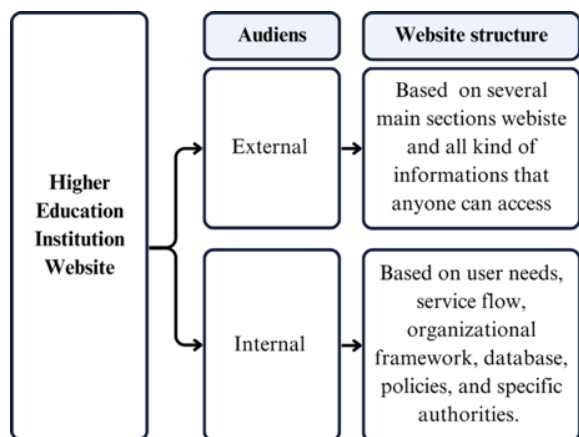 Audiens
Website structure
Higher
Education
Institution
Website
External
Based on several
main sections webiste
and all kind of
informations that
anyone can access
Internal
Based on user needs,
service flow,
organizational
framework, database,
policies, and specific
authorities.